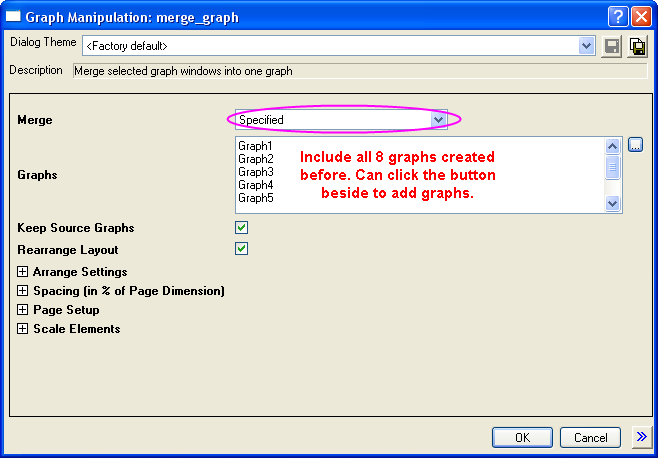 Graph Manipulation: merge_graph
Dialog Theme <Factory default>
Description Merge selected graph windows into one graph
Merge Specified
Graphs
Graph1
Graph2
Graph3
Graph4
Graph5
Include all 8 graphs created
before. Can click the button
beside to add graphs.
...
Keep Source Graphs
Rearrange Layout
Arrange Settings
Spacing (in % of Page Dimension)
Page Setup
Scale Elements
OK Cancel